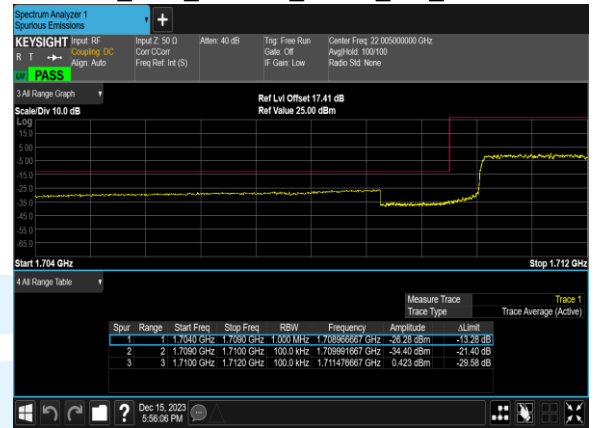 Spectrum Analyzer 1
Spurious Emissions
KEYSIGHT Input: RF Input Z: 50 Ω Atten: 40 dB Trig: Free Run Center Freq: 22.005000000 GHz
R T Coupling: DC Corr CCorr Gate: Off Avg|Hold: 100/100
Align: Auto Freq Ref: Int (S) IF Gain: Low Radio Std: None
PASS
3 All Range Graph
Ref Lvl Offset 17.41 dB
Scale/Div 10.0 dB Ref Value 25.00 dBm
Log
15.0
5.00
-5.00
-15.0
-25.0
-35.0
-45.0
-55.0
-65.0
Start 1.704 GHz Stop 1.712 GHz
4 All Range Table
Measure Trace Trace 1
Trace Type Trace Average (Active)
Spur Range Start Freq Stop Freq RBW Frequency Amplitude ΔLimit
1 1 1.7040 GHz 1.7090 GHz 1.000 MHz 1.708966667 GHz -26.28 dBm -13.28 dB
2 2 1.7090 GHz 1.7100 GHz 100.0 kHz 1.709991667 GHz -34.40 dBm -21.40 dB
3 3 1.7100 GHz 1.7120 GHz 100.0 kHz 1.711476667 GHz 0.423 dBm -29.58 dB
Dec 15, 2023
5:56:06 PM